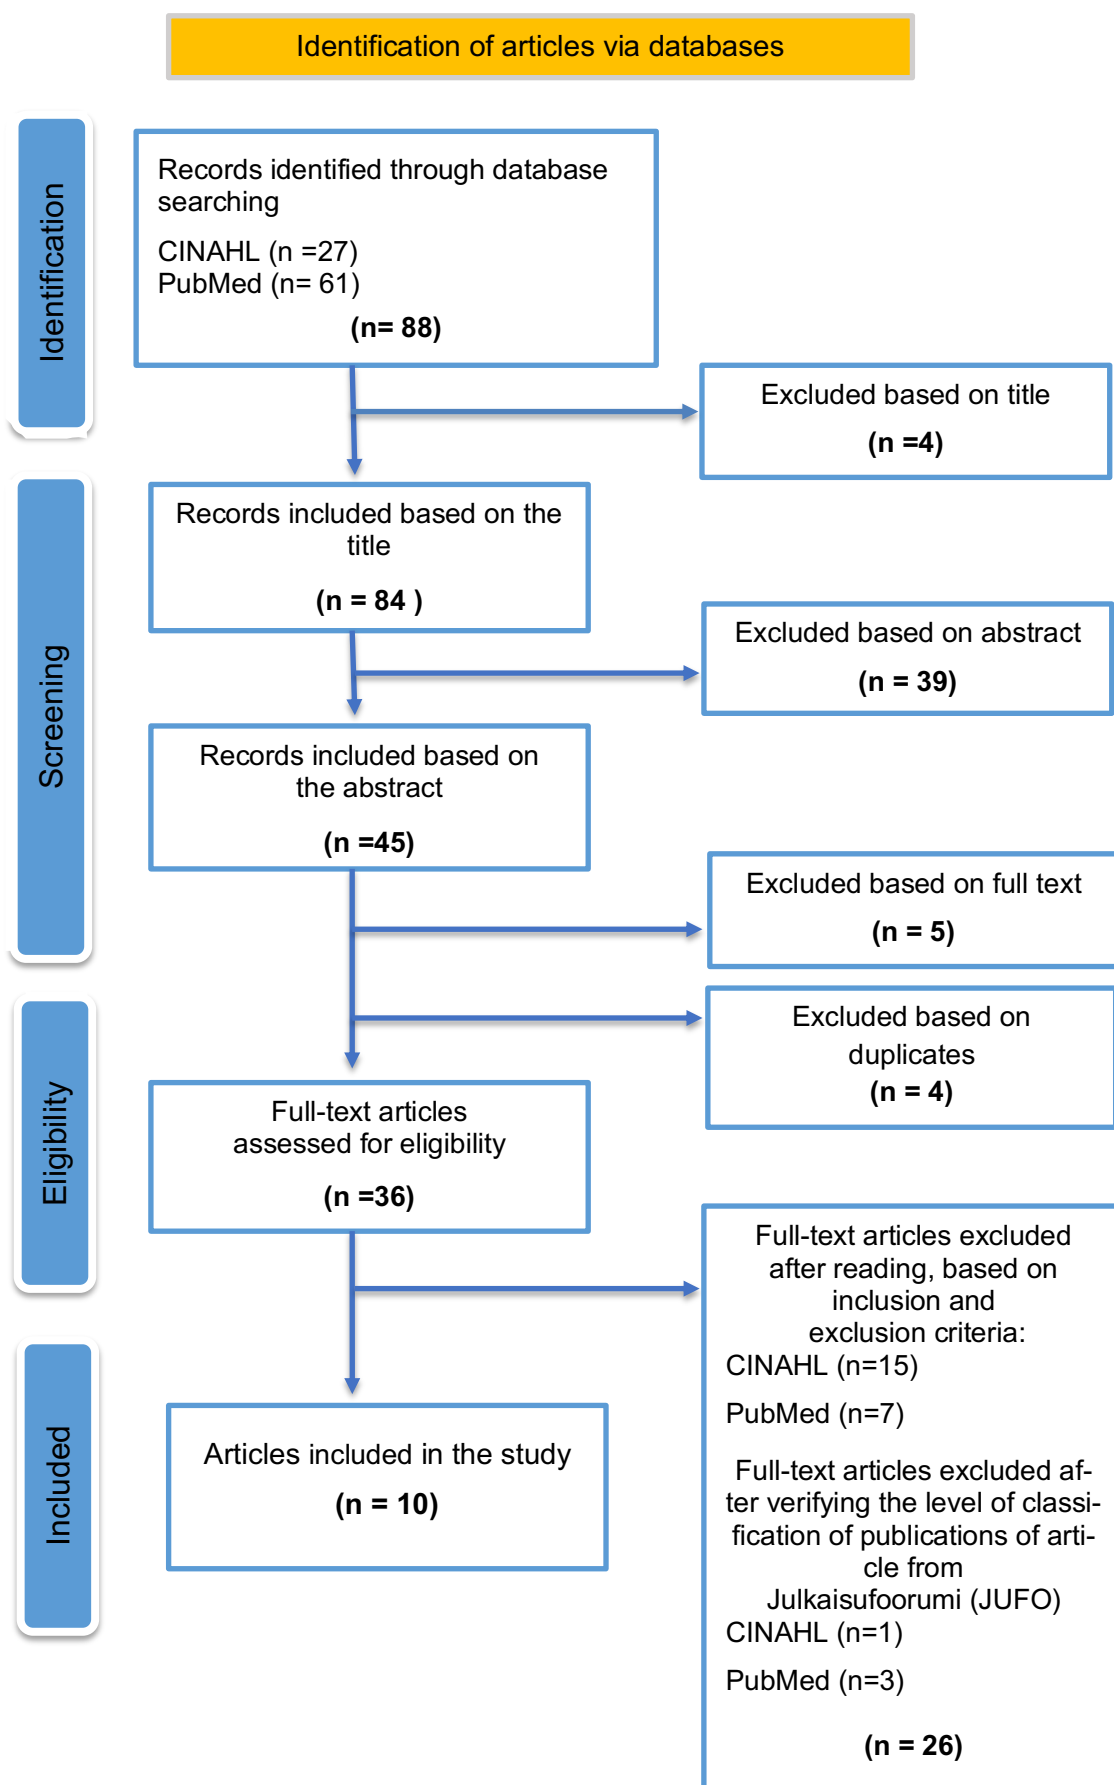 Identification of articles via databases
Identification
Records identified through database
searching
CINAHL (n =27)
PubMed (n= 61)
(n= 88)
Excluded based on title
(n =4)
Screening
Records included based on the
title
(n = 84 )
Excluded based on abstract
(n = 39)
Records included based on
the abstract
(n =45)
Excluded based on full text
(n = 5)
Excluded based on
duplicates
(n = 4)
Eligibility
Full-text articles
assessed for eligibility
(n =36)
Full-text articles excluded
after reading, based on
inclusion and
exclusion criteria:
CINAHL (n=15)
PubMed (n=7)
Full-text articles excluded af-
ter verifying the level of classi-
fication of publications of arti-
cle from
Julkaisufoorumi (JUFO)
CINAHL (n=1)
PubMed (n=3)
(n = 26)
Included
Articles included in the study
(n = 10)